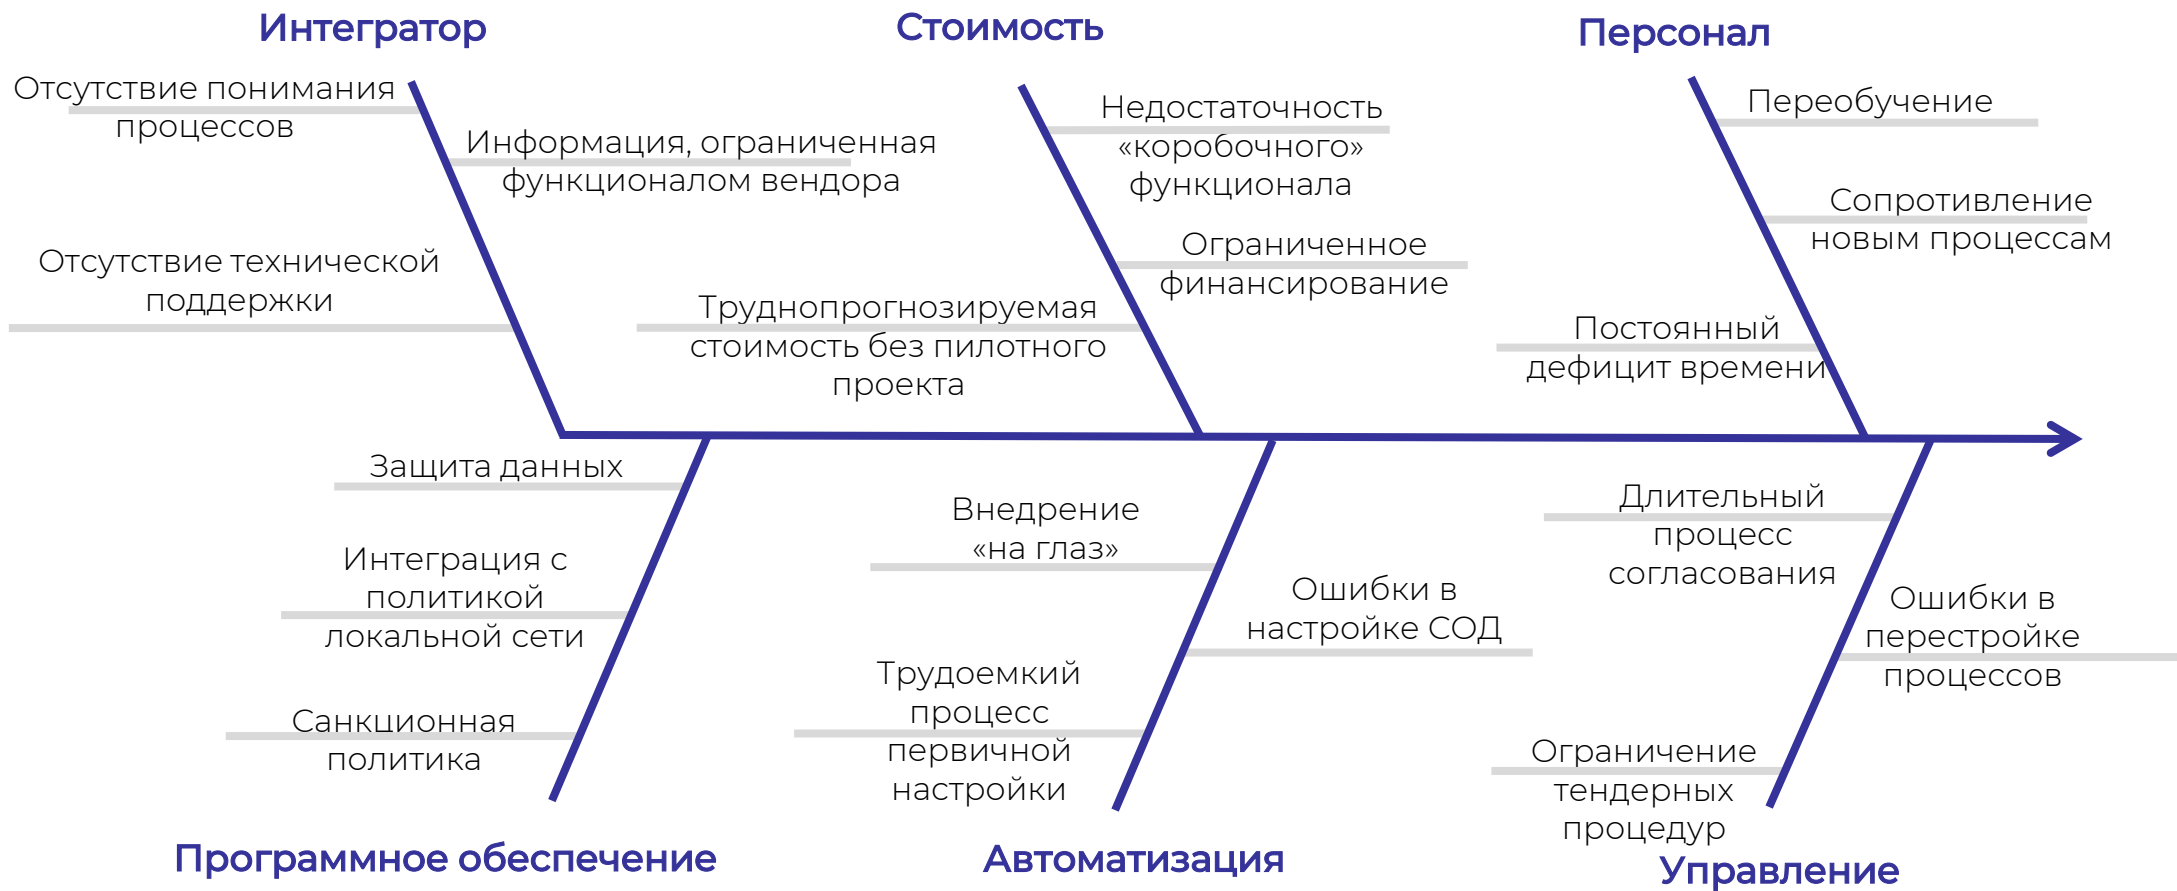 Интегратор
Отсутствие понимания
процессов
Информация, ограниченная
функционалом вендора
Отсутствие технической
поддержки
Стоимость
Недостаточность
«коробочного»
функционала
Ограниченное
финансирование
Труднопрогнозируемая
стоимость без пилотного
проекта
Персонал
Переобучение
Сопротивление
новым процессам
Постоянный
дефицит времени
Защита данных
Интеграция с
политикой
локальной сети
Санкционная
политика
Программное обеспечение
Внедрение
«на глаз»
Ошибки в
настройке СОД
Трудоемкий
процесс
первичной
настройки
Автоматизация
Длительный
процесс
согласования
Ошибки в
перестройке
процессов
Ограничение
тендерных
процедур
Управление